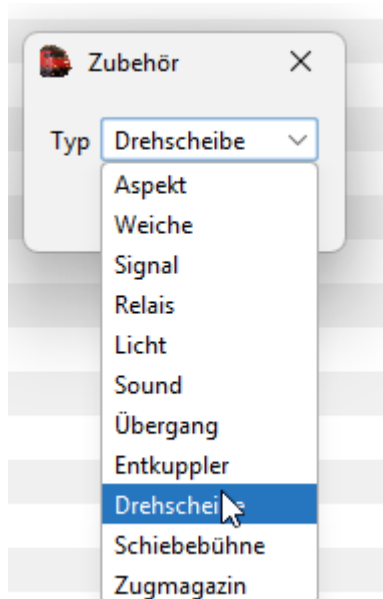 Zubehör
Typ Drehscheibe
Aspekt
Weiche
Signal
Relais
Licht
Sound
Übergang
Entkuppler
Drehscheibe
Schiebebühne
Zugmagazin